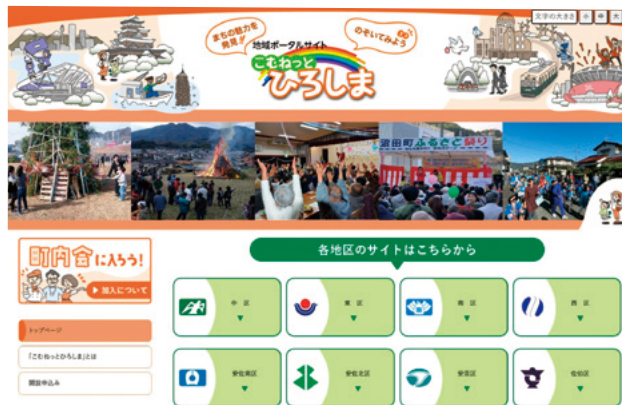 文字の大きさ 小 中 大
まちの魅力を
発見!!
のぞいてみよう
地域ポータルサイト
こむねっと
ひろしま
沼田町ふるさと祭り
町内会に入ろう!
▶ 加入について
各地区のサイトはこちらから
中 区
東 区
南 区
西 区
トップページ
「こむねっとひろしま」とは
開設申込み
安佐南区
安佐北区
安芸区
佐伯区